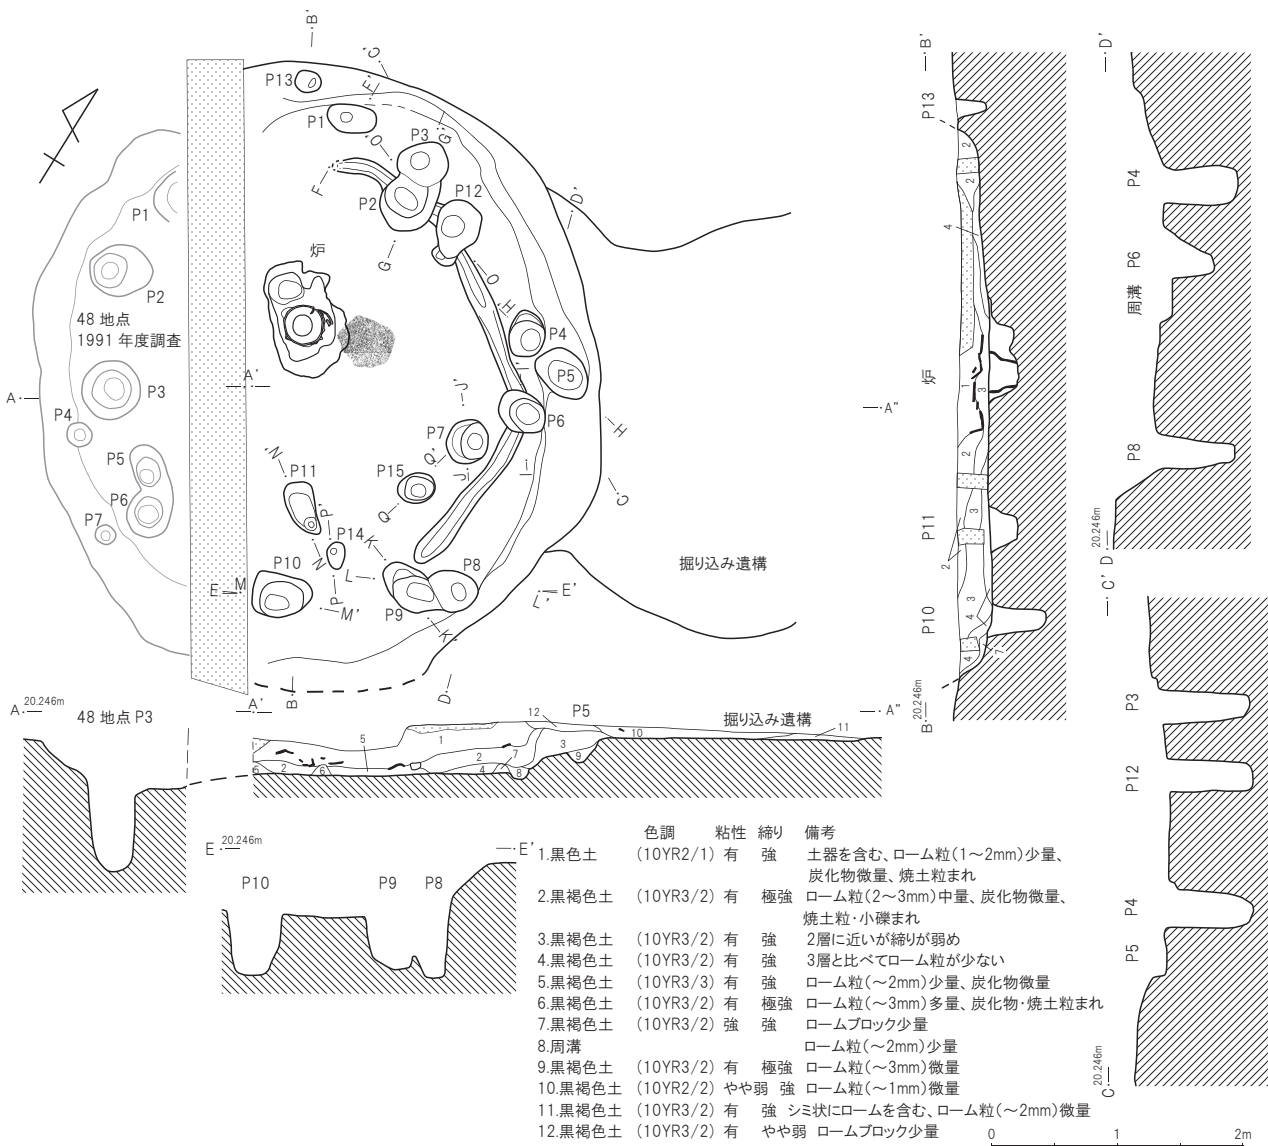 B'
C'
P13
E'
P1
O'
P3
G'
F
P2
P12
G
D'
P1
炉
O
P2
48 地点
1991 年度調査
H'
P4
I'
P5
A'
A
P3
J'
P6
H
P4
P7
Q'
J
I
P5
N'
P11
P15
C
P6
P'
Q
P7
P14
K
掘り込み遺構
N
P10
L
P8
E
M
P
M'
P9
L'
E'
K'
B
D
B'
P13
2
2
4
炉
1
3
A"
2
P11
3
2
P10
3
4
7
4
20.246m
B
D'
P4
P6
周溝
P8
20.246m
D
C'
P3
P12
P4
P5
20.246m
C
A
20.246m
48 地点 P3
A'
P5
掘り込み遺構
A"
12
1
5
1
10
11
6
2
6
2
7
3
4
8
9
E
20.246m
E'
P10
P9
P8
色調 粘性 締り 備考
1.黒色土 (10YR2/1) 有 強 土器を含む、ローム粒(1～2mm)少量、
炭化物微量、焼土粒まれ
2.黒褐色土 (10YR3/2) 有 極強 ローム粒(2～3mm)中量、炭化物微量、
焼土粒・小礫まれ
3.黒褐色土 (10YR3/2) 有 強 2層に近いが締りが弱め
4.黒褐色土 (10YR3/2) 有 強 3層と比べてローム粒が少ない
5.黒褐色土 (10YR3/3) 有 強 ローム粒(～2mm)少量、炭化物微量
6.黒褐色土 (10YR3/2) 有 極強 ローム粒(～3mm)多量、炭化物・焼土粒まれ
7.黒褐色土 (10YR3/2) 強 強 ロームブロック少量
8.周溝 ローム粒(～2mm)少量
9.黒褐色土 (10YR3/2) 有 極強 ローム粒(～3mm)微量
10.黒褐色土 (10YR2/2) やや弱 強 ローム粒(～1mm)微量
11.黒褐色土 (10YR3/2) 有 強 シミ状にロームを含む、ローム粒(～2mm)微量
12.黒褐色土 (10YR3/2) 有 やや弱 ロームブロック少量
0 1 2m